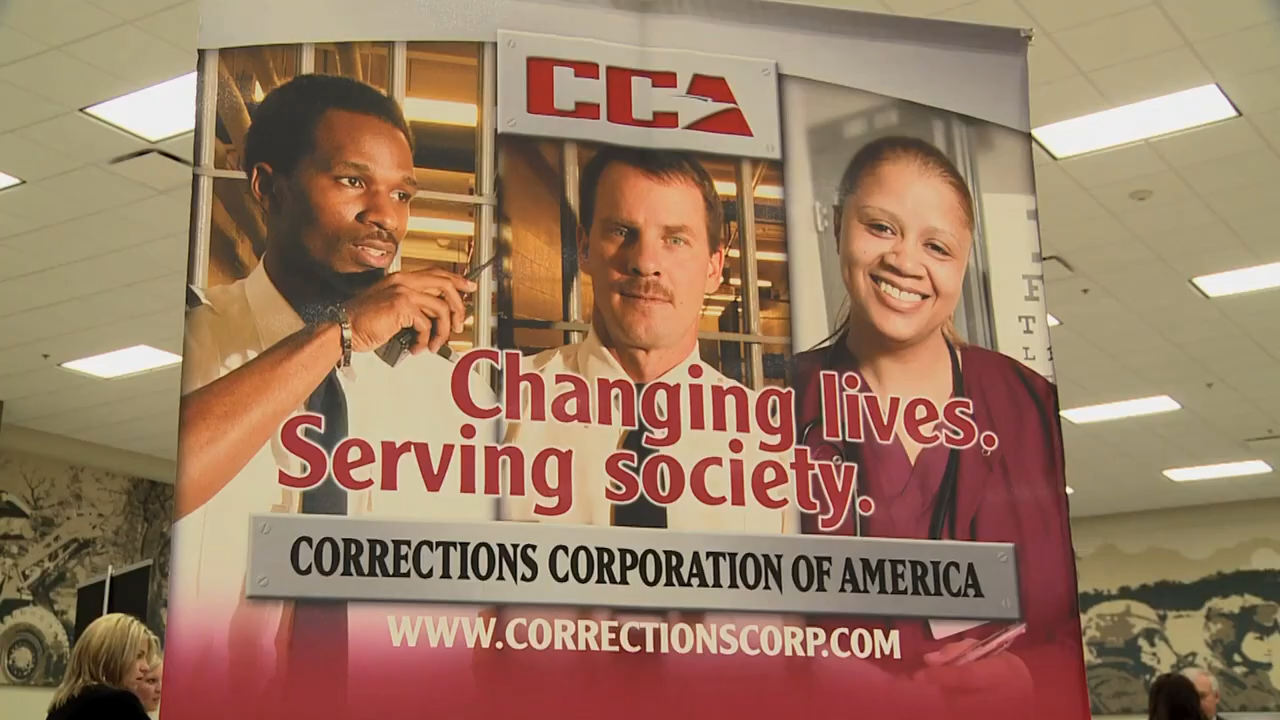 CCA
Changing lives.
Serving society.
CORRECTIONS CORPORATION OF AMERICA
WWW.CORRECTIONSCORP.COM
F
T
L